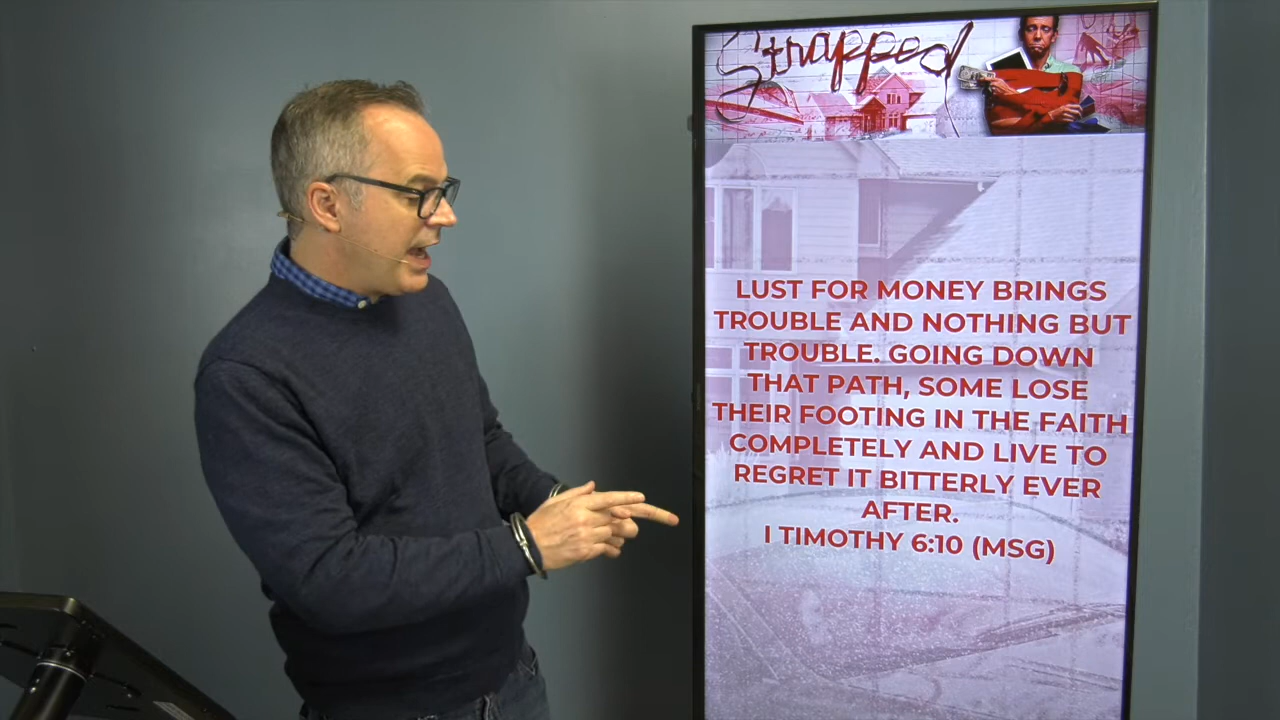 Strapped
LUST FOR MONEY BRINGS
TROUBLE AND NOTHING BUT
TROUBLE. GOING DOWN
THAT PATH, SOME LOSE
THEIR FOOTING IN THE FAITH
COMPLETELY AND LIVE TO
REGRET IT BITTERLY EVER
AFTER.
I TIMOTHY 6:10 (MSG)